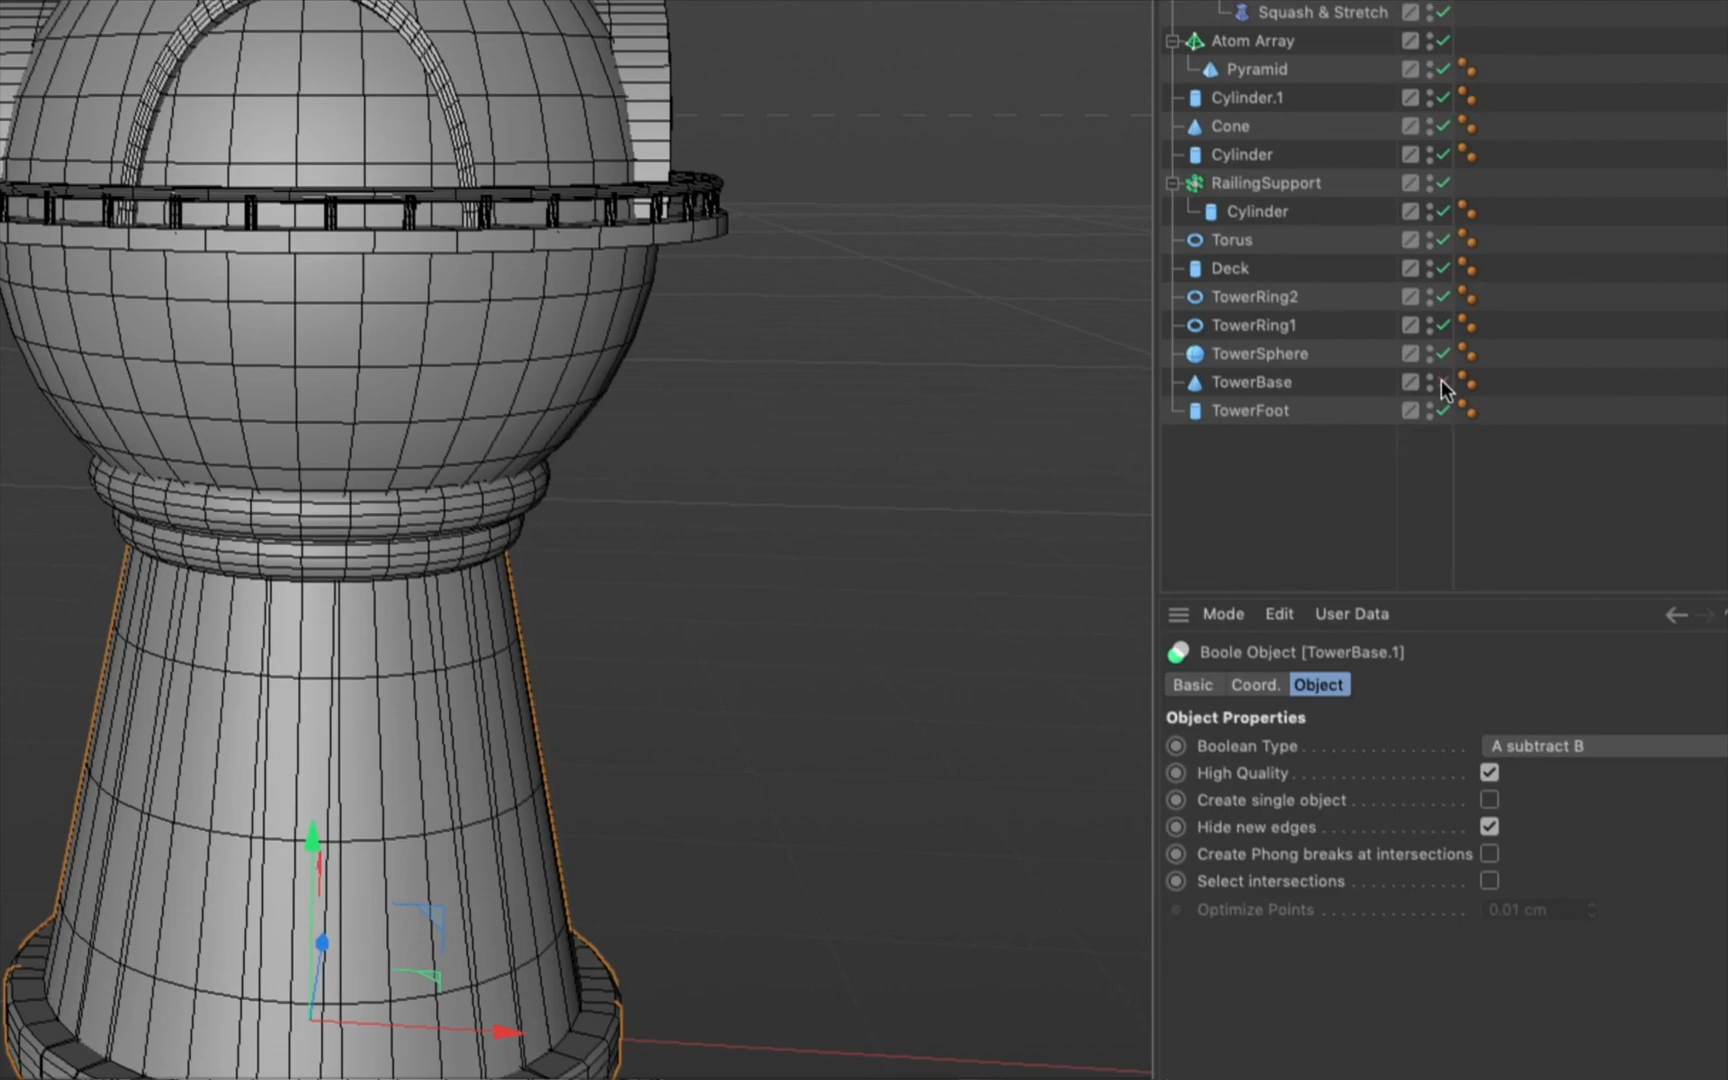 Squash & Stretch
Atom Array
Pyramid
Cylinder.1
Cone
Cylinder
RailingSupport
Cylinder
Torus
Deck
TowerRing2
TowerRing1
TowerSphere
TowerBase
TowerFoot
Mode Edit User Data
Boole Object [TowerBase.1]
Basic Coord. Object
Object Properties
Boolean Type . . . . . . . . . . . . . . . . . A subtract B
High Quality . . . . . . . . . . . . . . . . . .
Create single object . . . . . . . . . . . .
Hide new edges . . . . . . . . . . . . . . .
Create Phong breaks at intersections
Select intersections . . . . . . . . . . . .
Optimize Points . . . . . . . . . . . . . . . 0.01 cm